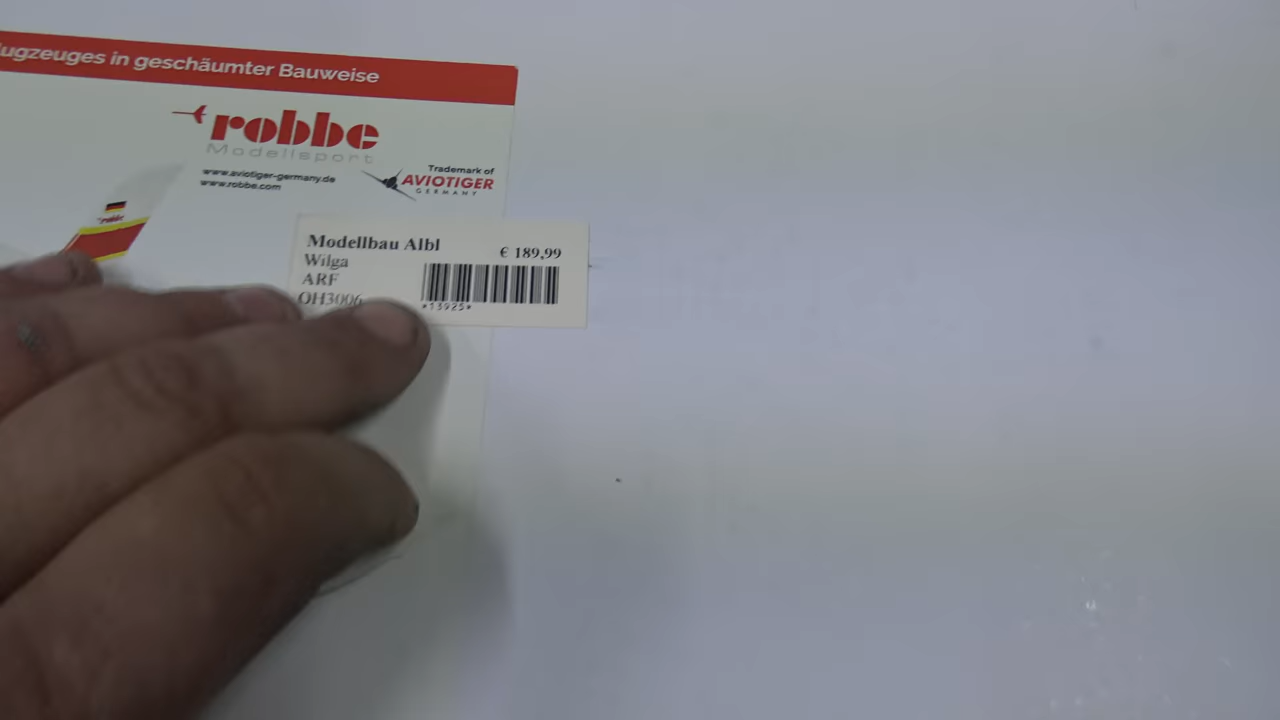 in geschäumter Bauweise
robbe
Modellsport
www.aviotiger-germany.de
www.robbe.com
Trademark of
AVIOTIGER
GERMANY
robbe
Modellbau Albl
€ 189,99
Wilga
ARF
OH3006
*13925*